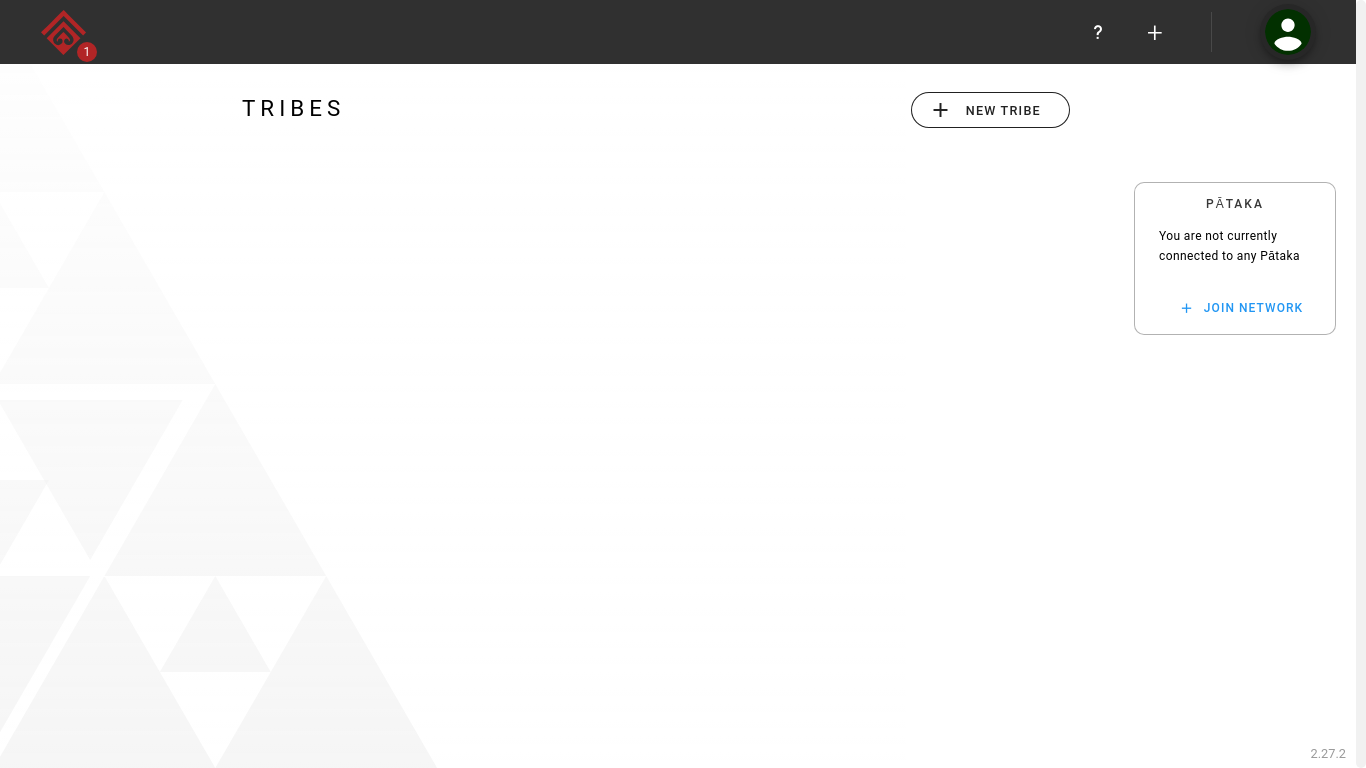 1
?
TRIBES
NEW TRIBE
PĀTAKA
You are not currently
connected to any Pātaka
+ JOIN NETWORK
2.27.2